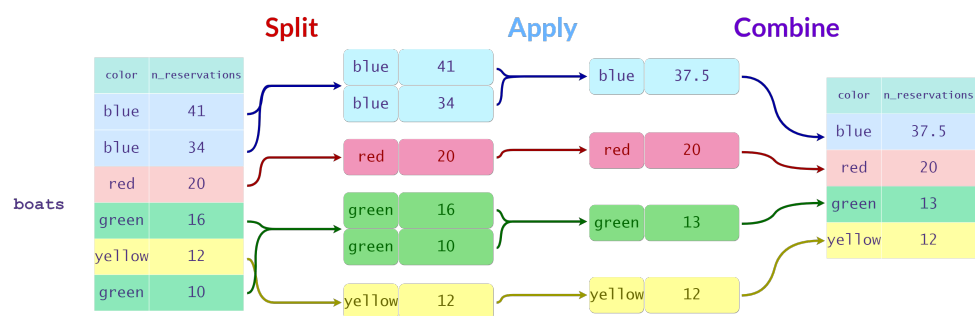 Split Apply Combine
boats
color n_reservations
blue 41
blue 34
red 20
green 16
yellow 12
green 10
blue 41
blue 34
red 20
green 16
green 10
yellow 12
blue 37.5
red 20
green 13
yellow 12
color n_reservations
blue 37.5
red 20
green 13
yellow 12